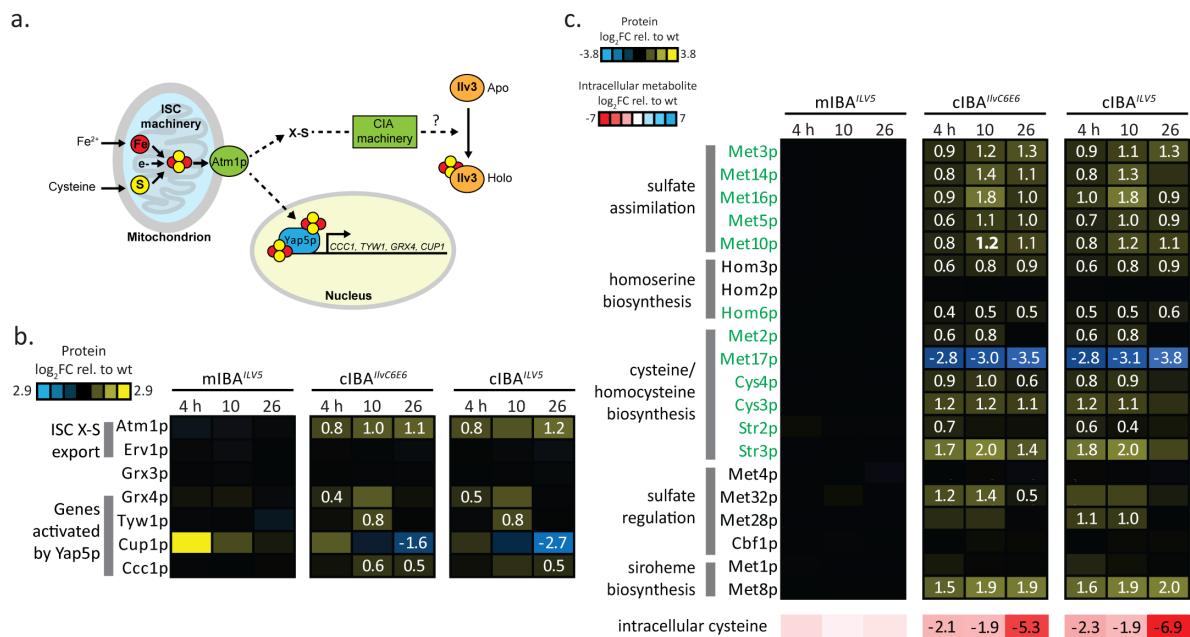 a.
ISC
machinery
Fe²⁺
Fe
e-
S
Cysteine
Mitochondrion
Atm1p
X-S
CIA
machinery
?
Ilv3
Apo
Ilv3
Holo
Yap5p
CCC1, TYW1, GRX4, CUP1
Nucleus
b.
Protein
log₂FC rel. to wt
2.9 2.9
mIBA^ILV5 cIBA^IlvC6E6 cIBA^ILV5
4 h 10 26 4 h 10 26 4 h 10 26
ISC X-S
export
Atm1p 0.8 1.0 1.1 0.8 1.2
Erv1p
Grx3p
Genes
activated
by Yap5p
Grx4p 0.4 0.5
Tyw1p 0.8 0.8
Cup1p -1.6 -2.7
Ccc1p 0.6 0.5 0.5
c.
Protein
log₂FC rel. to wt
-3.8 3.8
Intracellular metabolite
log₂FC rel. to wt
-7 7
mIBA^ILV5 cIBA^IlvC6E6 cIBA^ILV5
4 h 10 26 4 h 10 26 4 h 10 26
sulfate
assimilation
Met3p 0.9 1.2 1.3 0.9 1.1 1.3
Met14p 0.8 1.4 1.1 0.8 1.3
Met16p 0.9 1.8 1.0 1.0 1.8 0.9
Met5p 0.6 1.1 1.0 0.7 1.0 0.9
Met10p 0.8 1.2 1.1 0.8 1.2 1.1
homoserine
biosynthesis
Hom3p 0.6 0.8 0.9 0.6 0.8 0.9
Hom2p
Hom6p 0.4 0.5 0.5 0.5 0.5 0.6
cysteine/
homocysteine
biosynthesis
Met2p 0.6 0.8 0.6 0.8
Met17p -2.8 -3.0 -3.5 -2.8 -3.1 -3.8
Cys4p 0.9 1.0 0.6 0.8 0.9
Cys3p 1.2 1.2 1.1 1.2 1.1
Str2p 0.7 0.6 0.4
Str3p 1.7 2.0 1.4 1.8 2.0
sulfate
regulation
Met4p
Met32p 1.2 1.4 0.5
Met28p 1.1 1.0
Cbf1p
siroheme
biosynthesis
Met1p
Met8p 1.5 1.9 1.9 1.6 1.9 2.0
intracellular cysteine -2.1 -1.9 -5.3 -2.3 -1.9 -6.9